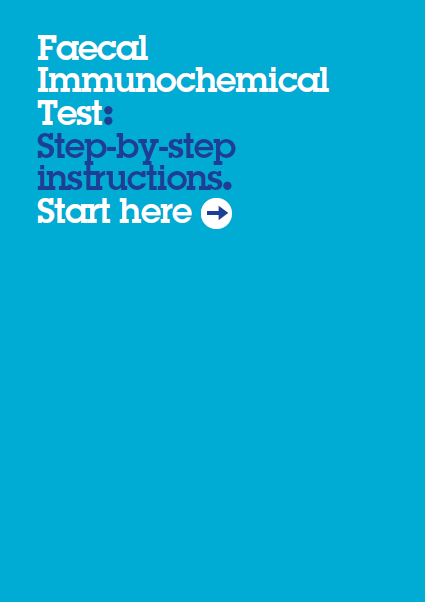 Faecal
Immunochemical
Test:
Step-by-step
instructions.
Start here